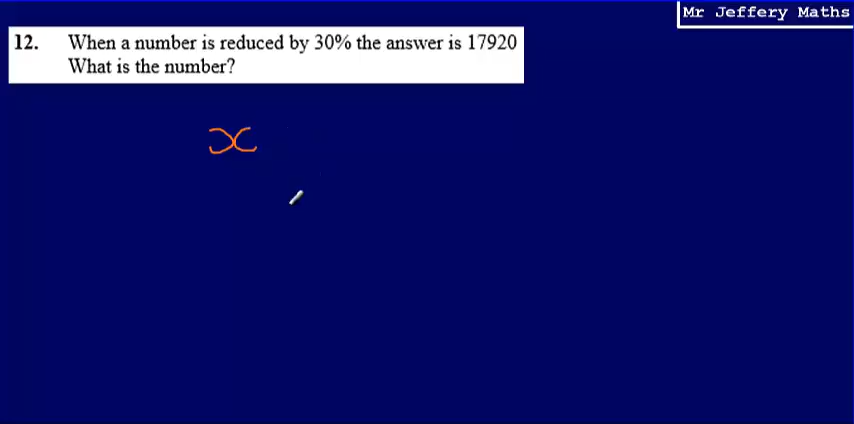 Mr Jeffery Maths
12. When a number is reduced by 30% the answer is 17920
What is the number?
x